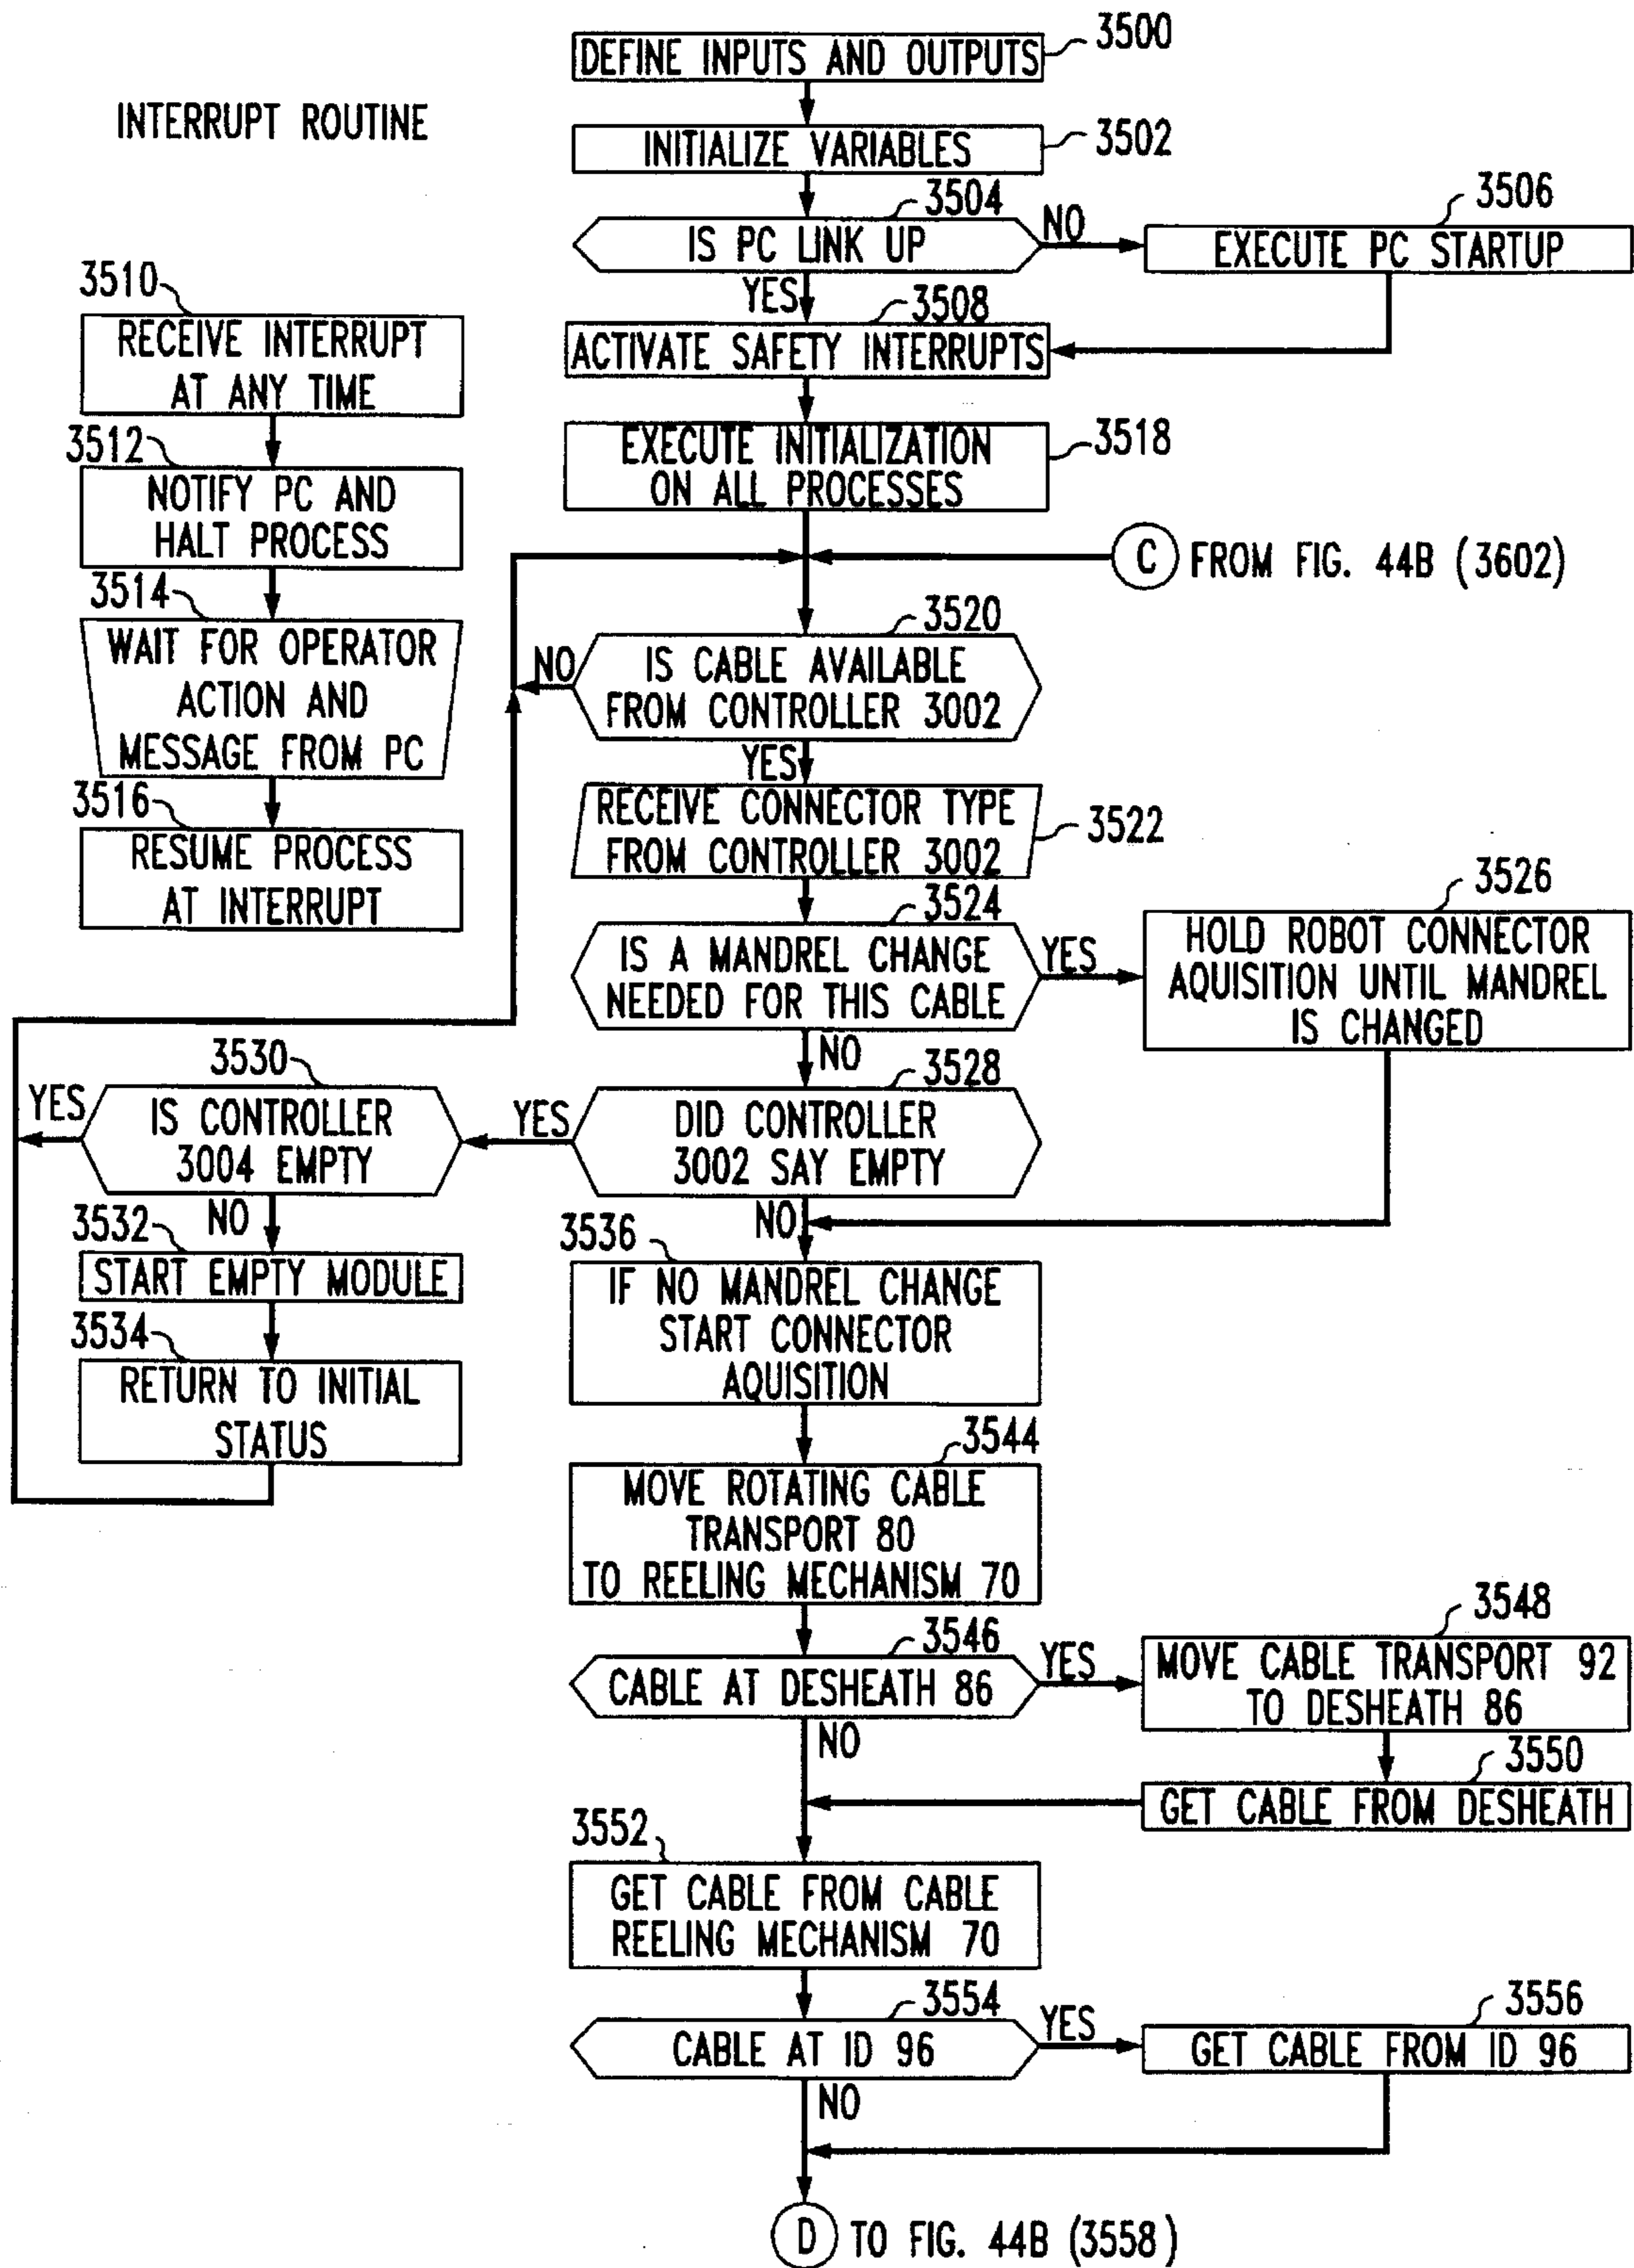 3500
DEFINE INPUTS AND OUTPUTS
INTERRUPT ROUTINE
3502
INITIALIZE VARIABLES
3504
IS PC LINK UP
NO
3506
EXECUTE PC STARTUP
YES
3508
ACTIVATE SAFETY INTERRUPTS
3510
RECEIVE INTERRUPT
AT ANY TIME
3512
NOTIFY PC AND
HALT PROCESS
3514
WAIT FOR OPERATOR
ACTION AND
MESSAGE FROM PC
3516
RESUME PROCESS
AT INTERRUPT
3518
EXECUTE INITIALIZATION
ON ALL PROCESSES
C FROM FIG. 44B (3602)
3520
NO
IS CABLE AVAILABLE
FROM CONTROLLER 3002
YES
RECEIVE CONNECTOR TYPE
FROM CONTROLLER 3002
3522
3524
IS A MANDREL CHANGE
NEEDED FOR THIS CABLE
YES
3526
HOLD ROBOT CONNECTOR
AQUISITION UNTIL MANDREL
IS CHANGED
NO
3528
DID CONTROLLER
3002 SAY EMPTY
YES
3530
IS CONTROLLER
3004 EMPTY
YES
NO
3532
START EMPTY MODULE
3534
RETURN TO INITIAL
STATUS
NO
3536
IF NO MANDREL CHANGE
START CONNECTOR
AQUISITION
3544
MOVE ROTATING CABLE
TRANSPORT 80
TO REELING MECHANISM 70
3546
CABLE AT DESHEATH 86
YES
3548
MOVE CABLE TRANSPORT 92
TO DESHEATH 86
NO
3550
GET CABLE FROM DESHEATH
3552
GET CABLE FROM CABLE
REELING MECHANISM 70
3554
CABLE AT ID 96
YES
3556
GET CABLE FROM ID 96
NO
D TO FIG. 44B (3558)